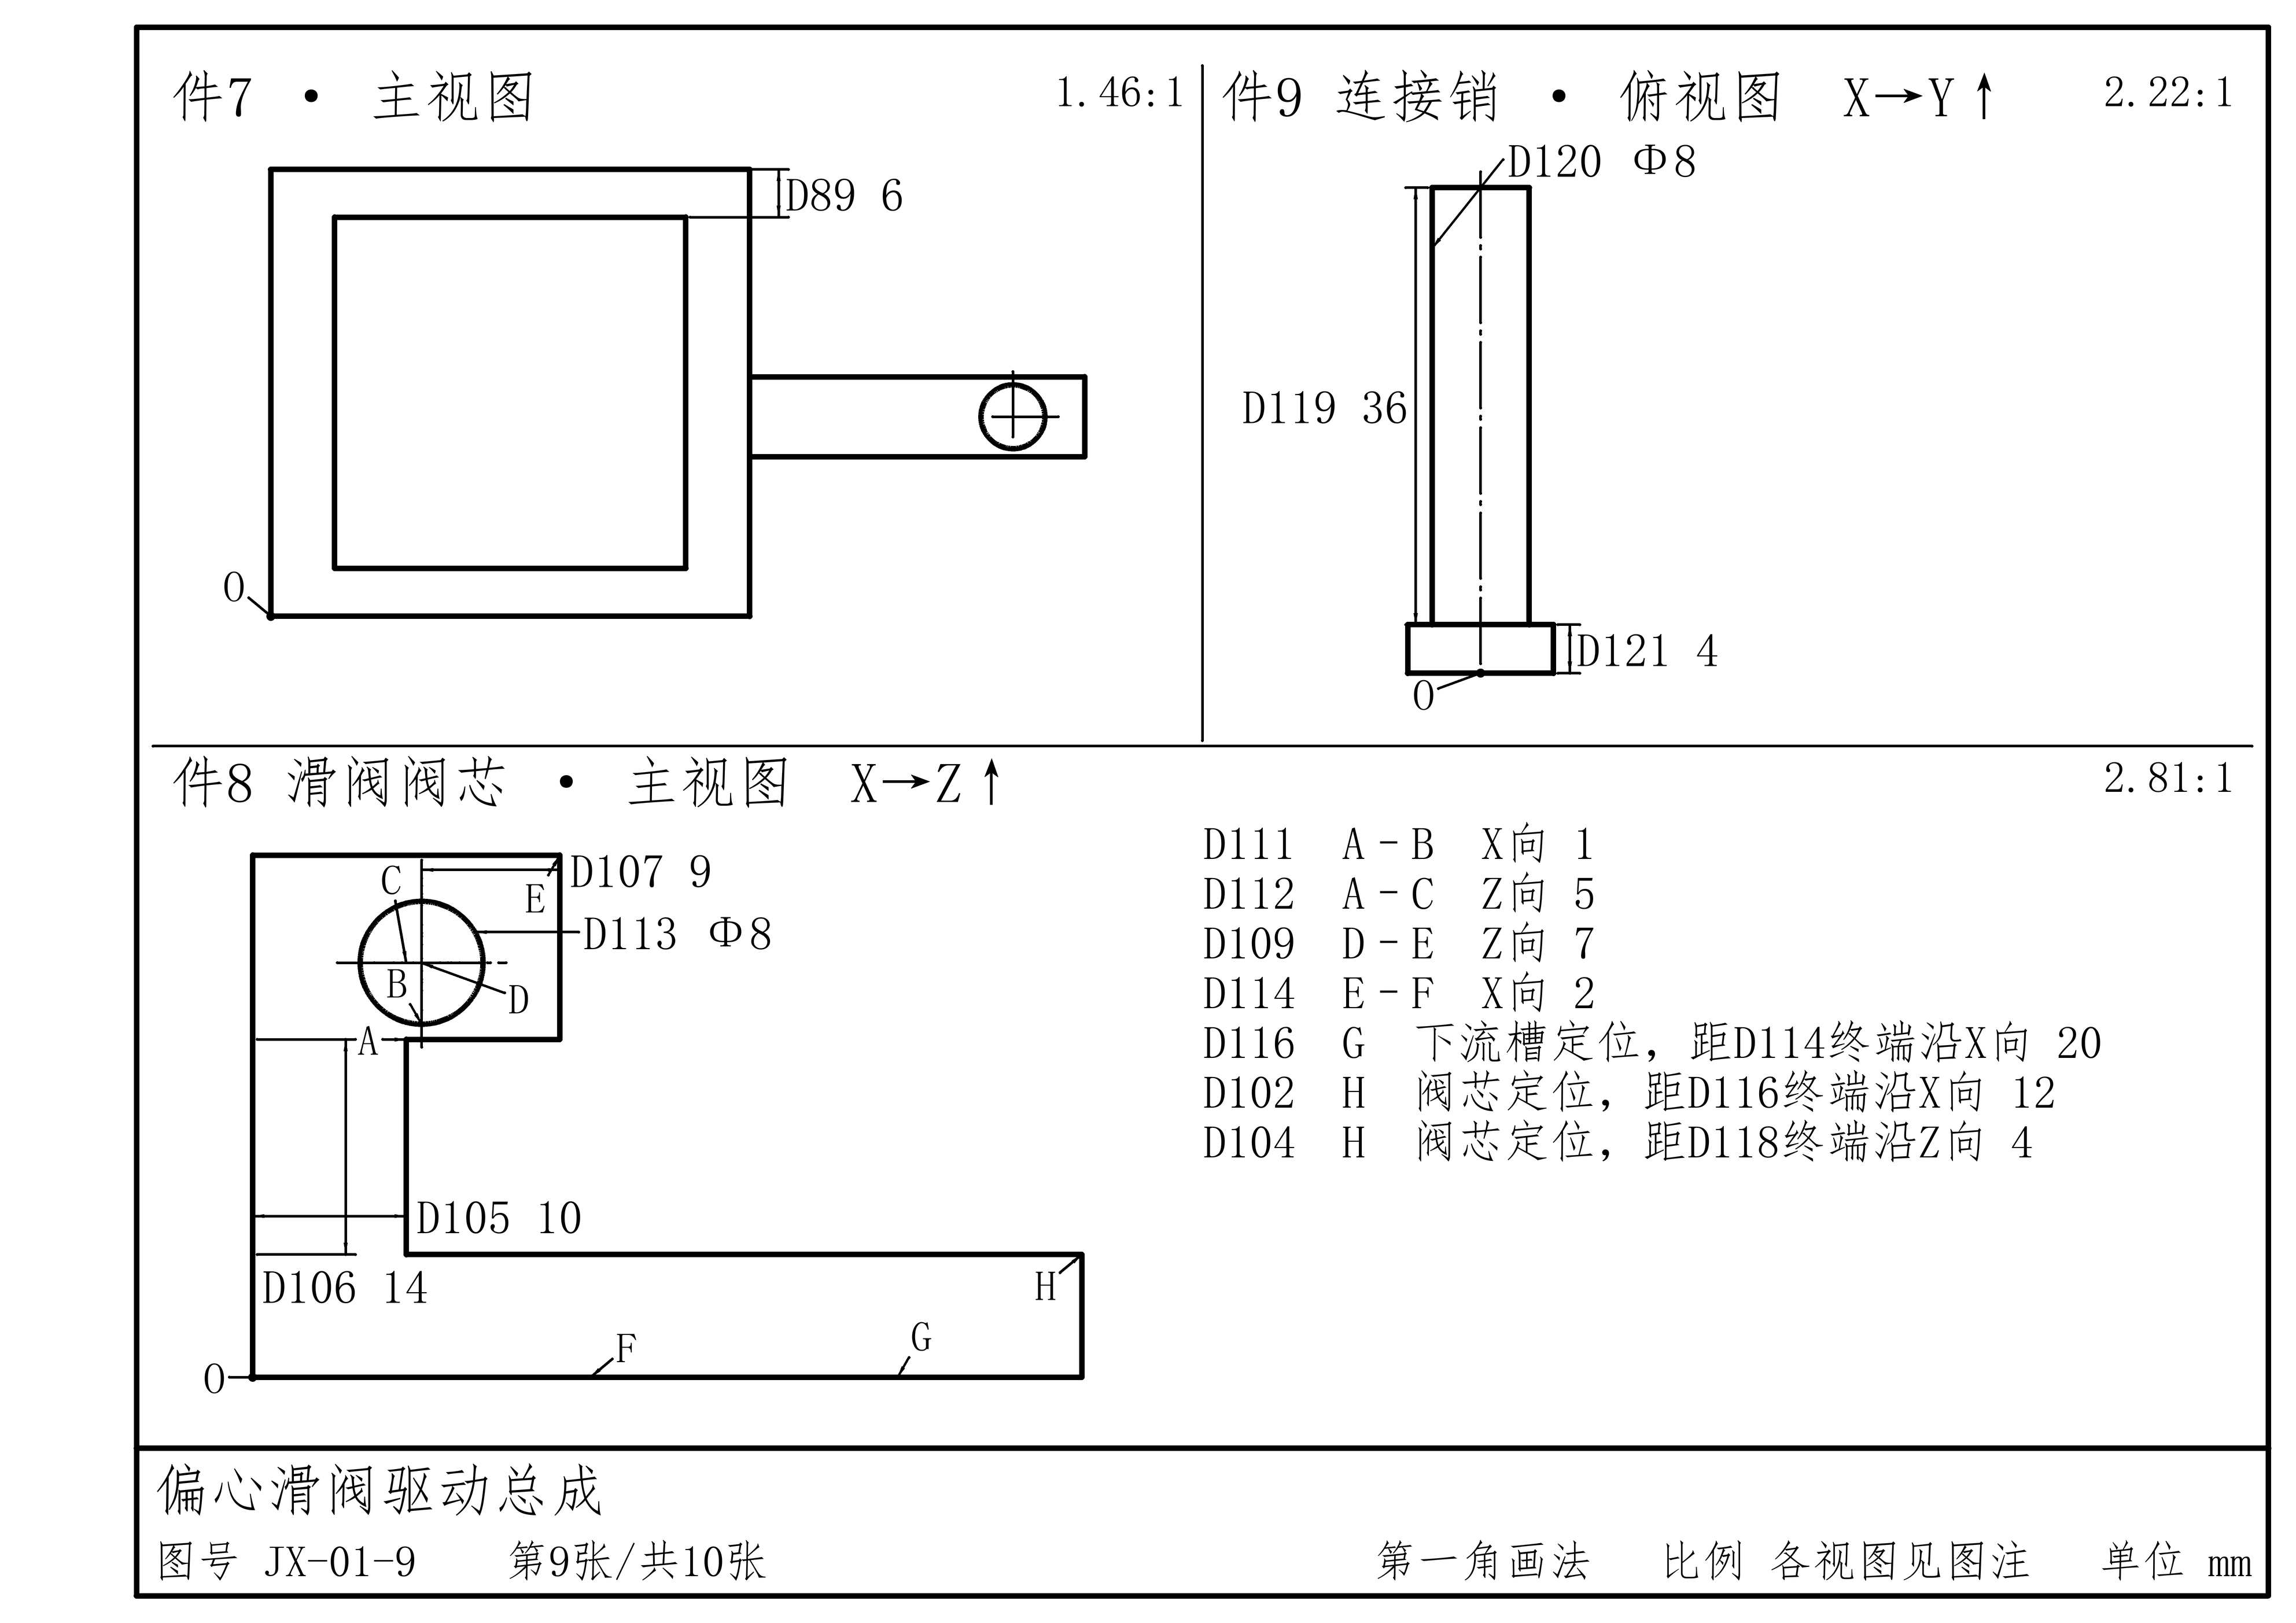 件7 · 主视图 1.46:1
D89 6
O
件9 连接销 · 俯视图 X→Y↑ 2.22:1
D120 Φ8
D119 36
D121 4
O
件8 滑阀阀芯 · 主视图 X→Z↑ 2.81:1
C
D107 9
E
D113 Φ8
B
D
A
D105 10
D106 14
H
F
G
O
D111 A-B X向 1
D112 A-C Z向 5
D109 D-E Z向 7
D114 E-F X向 2
D116 G 下流槽定位，距D114终端沿X向 20
D102 H 阀芯定位，距D116终端沿X向 12
D104 H 阀芯定位，距D118终端沿Z向 4
偏心滑阀驱动总成
图号 JX-01-9 第9张/共10张 第一角画法 比例 各视图见图注 单位 mm